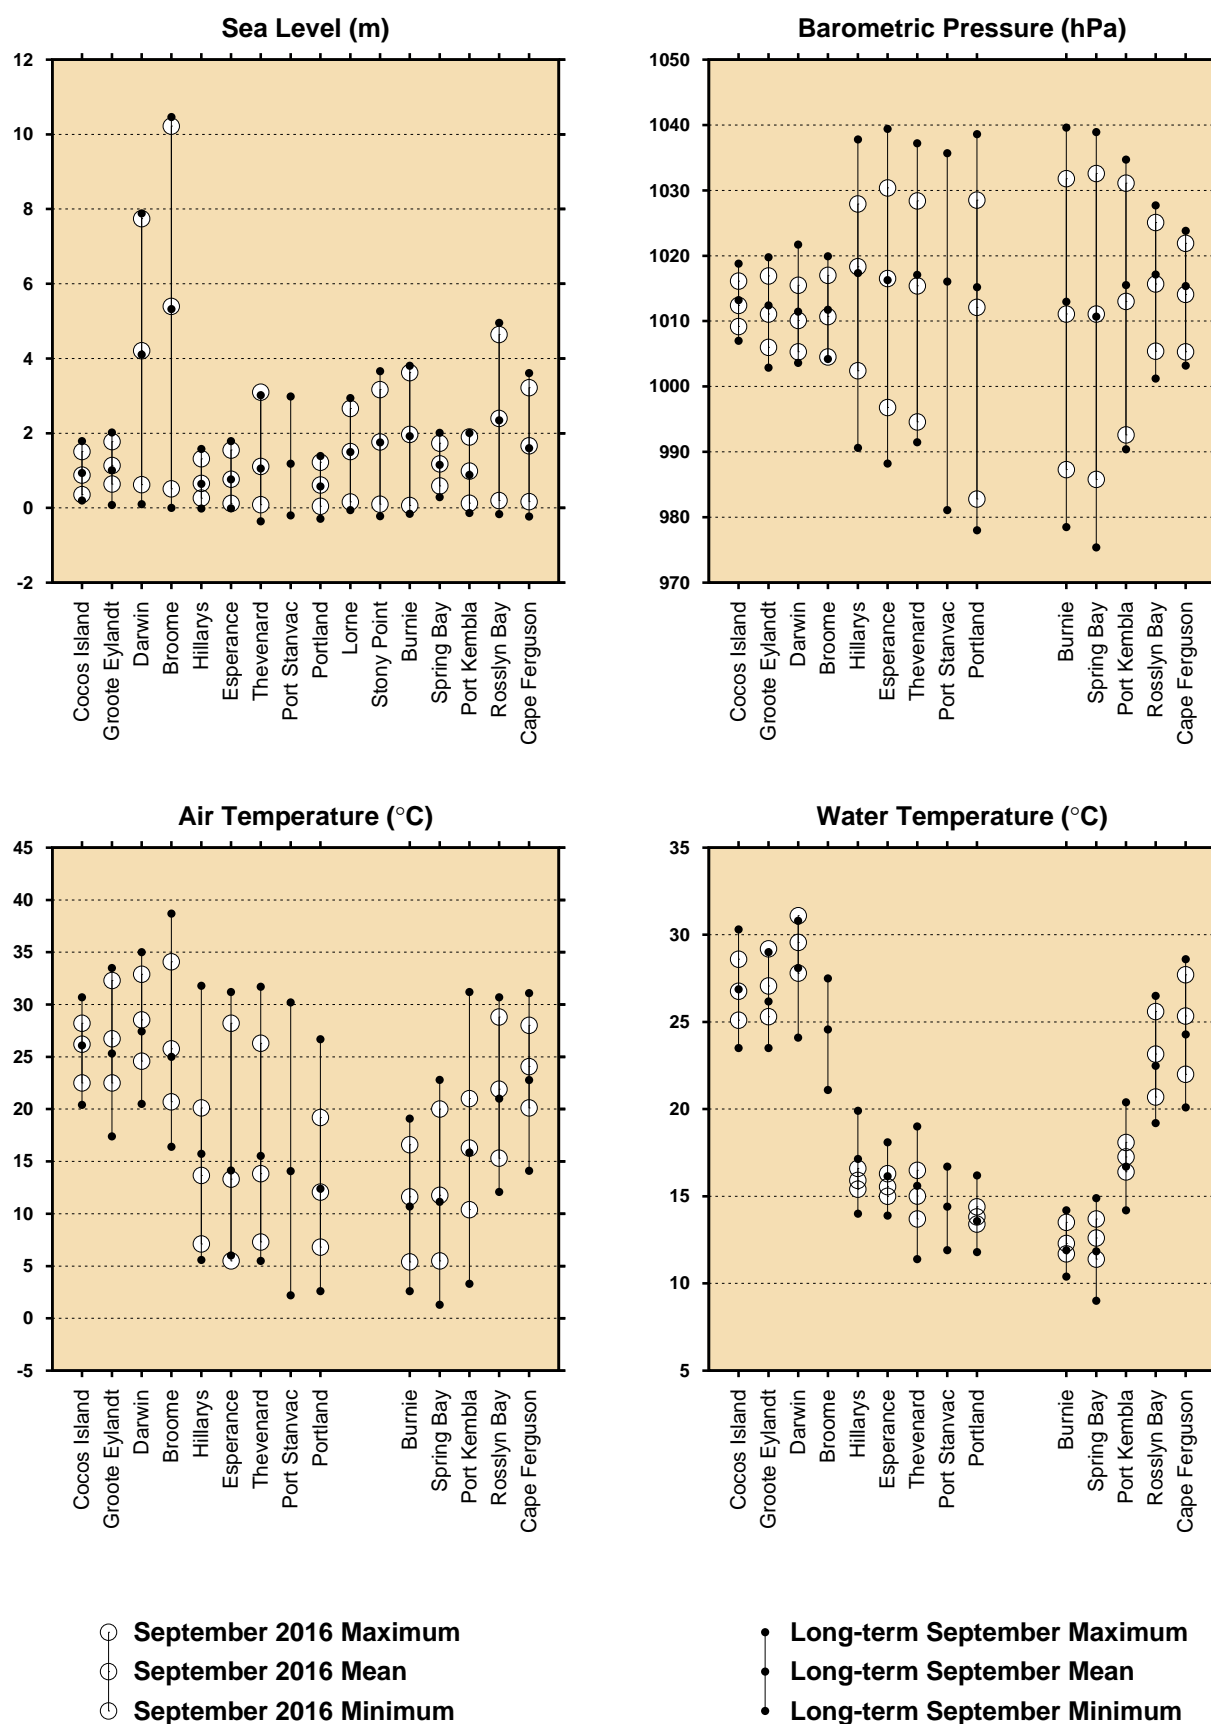 Sea Level (m)
12
10
8
6
4
2
0
-2
Cocos Island
Groote Eylandt
Darwin
Broome
Hillarys
Esperance
Thevenard
Port Stanvac
Portland
Lorne
Stony Point
Burnie
Spring Bay
Port Kembla
Rosslyn Bay
Cape Ferguson
Barometric Pressure (hPa)
1050
1040
1030
1020
1010
1000
990
980
970
Cocos Island
Groote Eylandt
Darwin
Broome
Hillarys
Esperance
Thevenard
Port Stanvac
Portland
Burnie
Spring Bay
Port Kembla
Rosslyn Bay
Cape Ferguson
Air Temperature (°C)
45
40
35
30
25
20
15
10
5
0
-5
Cocos Island
Groote Eylandt
Darwin
Broome
Hillarys
Esperance
Thevenard
Port Stanvac
Portland
Burnie
Spring Bay
Port Kembla
Rosslyn Bay
Cape Ferguson
Water Temperature (°C)
35
30
25
20
15
10
5
Cocos Island
Groote Eylandt
Darwin
Broome
Hillarys
Esperance
Thevenard
Port Stanvac
Portland
Burnie
Spring Bay
Port Kembla
Rosslyn Bay
Cape Ferguson
September 2016 Maximum
September 2016 Mean
September 2016 Minimum
Long-term September Maximum
Long-term September Mean
Long-term September Minimum